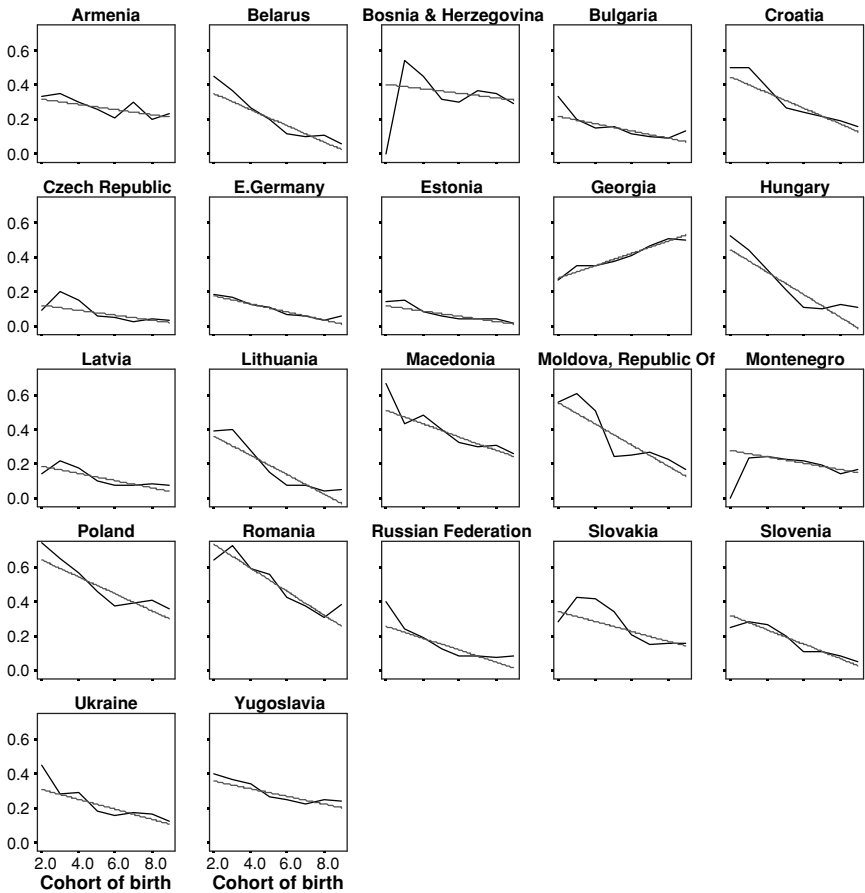 Armenia Belarus Bosnia & Herzegovina Bulgaria Croatia
0.6
0.4
0.2
0.0
Czech Republic E.Germany Estonia Georgia Hungary
0.6
0.4
0.2
0.0
Latvia Lithuania Macedonia Moldova, Republic Of Montenegro
0.6
0.4
0.2
0.0
Poland Romania Russian Federation Slovakia Slovenia
0.6
0.4
0.2
0.0
Ukraine Yugoslavia
0.6
0.4
0.2
0.0
2.0 4.0 6.0 8.0 2.0 4.0 6.0 8.0
Cohort of birth Cohort of birth